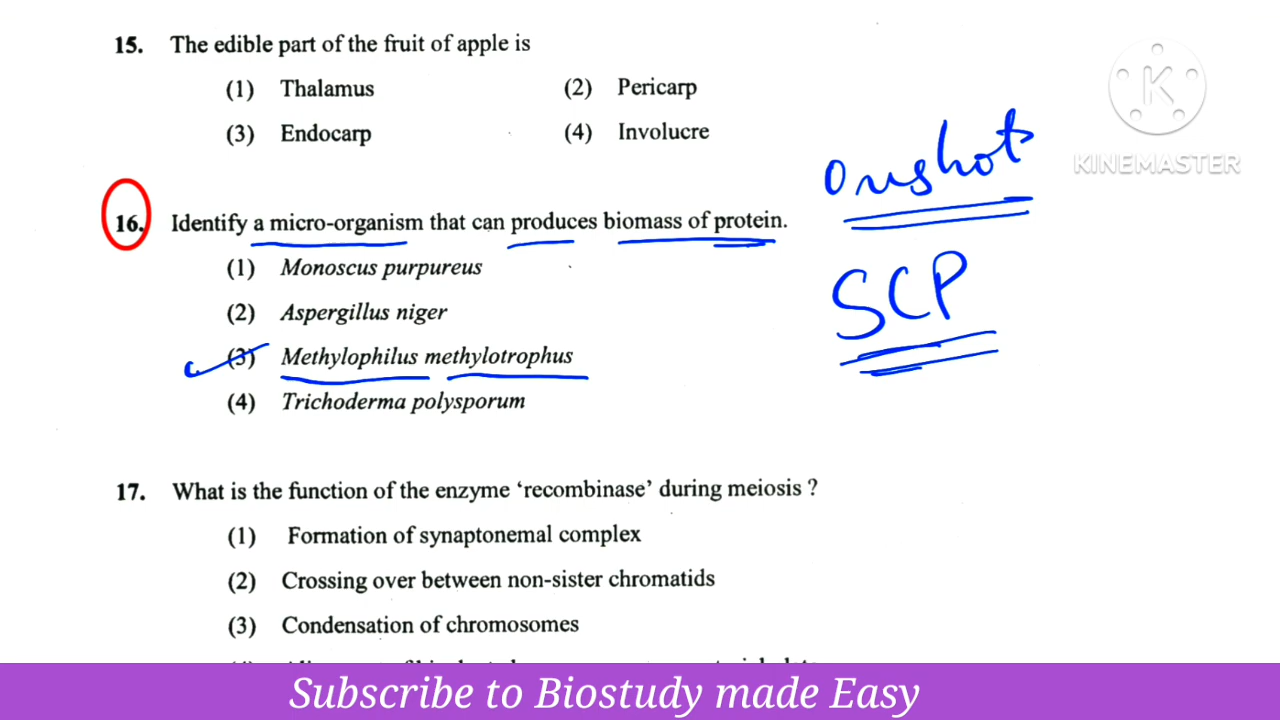 15. The edible part of the fruit of apple is
(1) Thalamus (2) Pericarp
(3) Endocarp (4) Involucre
Onshot
KINEMASTER
16. Identify a micro-organism that can produces biomass of protein.
(1) Monoscus purpureus
SCP
(2) Aspergillus niger
(3) Methylophilus methylotrophus
(4) Trichoderma polysporum
17. What is the function of the enzyme ‘recombinase’ during meiosis ?
(1) Formation of synaptonemal complex
(2) Crossing over between non-sister chromatids
(3) Condensation of chromosomes
Subscribe to Biostudy made Easy